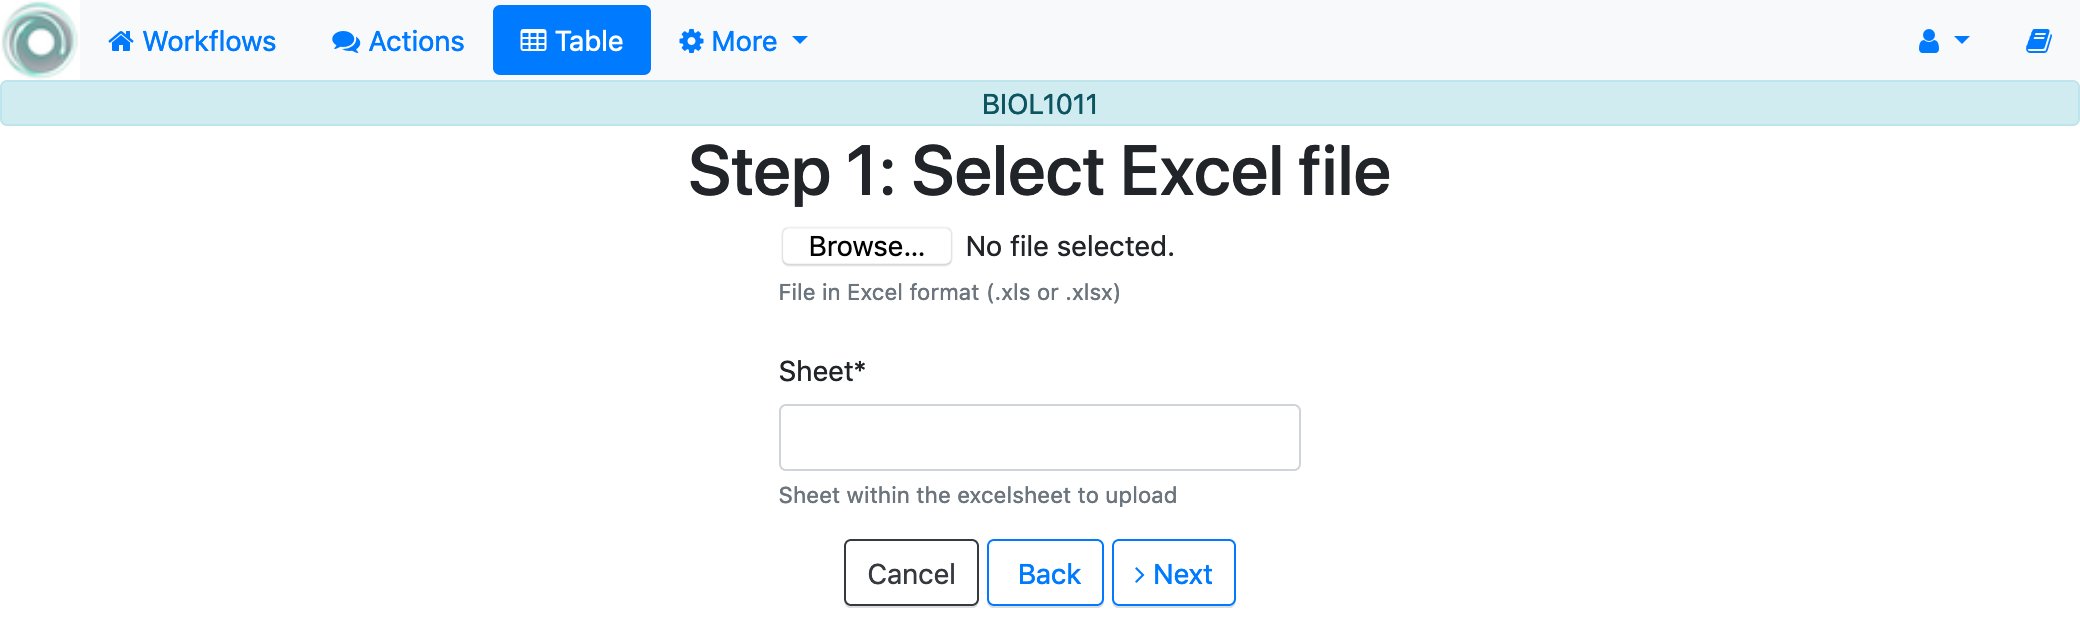 Workflows Actions Table More
BIOL1011
Step 1: Select Excel file
Browse... No file selected.
File in Excel format (.xls or .xlsx)
Sheet*
Sheet within the excelsheet to upload
Cancel Back > Next